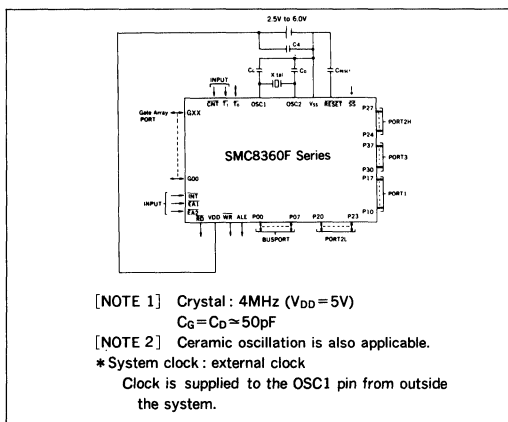 2.5V to 6.0V
C4
CG CD CRESET
X tal
INPUT
CNT T1 T0 OSC1 OSC2 VSS RESET SS
Gate Array
PORT
GXX
G00
P27
P24
PORT2H
P37
P30
PORT3
P17
P10
PORT1
SMC8360F Series
INPUT
INT
EA1
EA2
RD VDD WR ALE P00 P07 P20 P23
BUSPORT PORT2L
[NOTE 1] Crystal : 4MHz (VDD=5V)
CG=CD≃50pF
[NOTE 2] Ceramic oscillation is also applicable.
* System clock : external clock
Clock is supplied to the OSC1 pin from outside
the system.